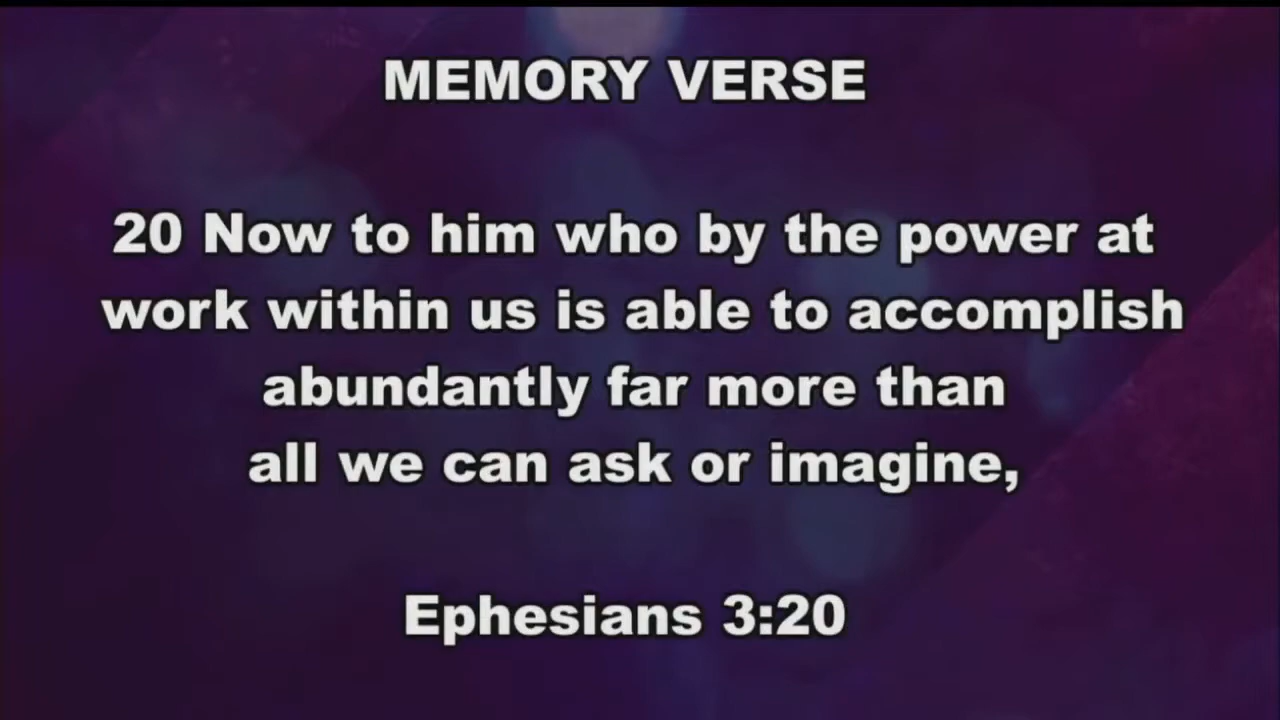 MEMORY VERSE
20 Now to him who by the power at
work within us is able to accomplish
abundantly far more than
all we can ask or imagine,
Ephesians 3:20